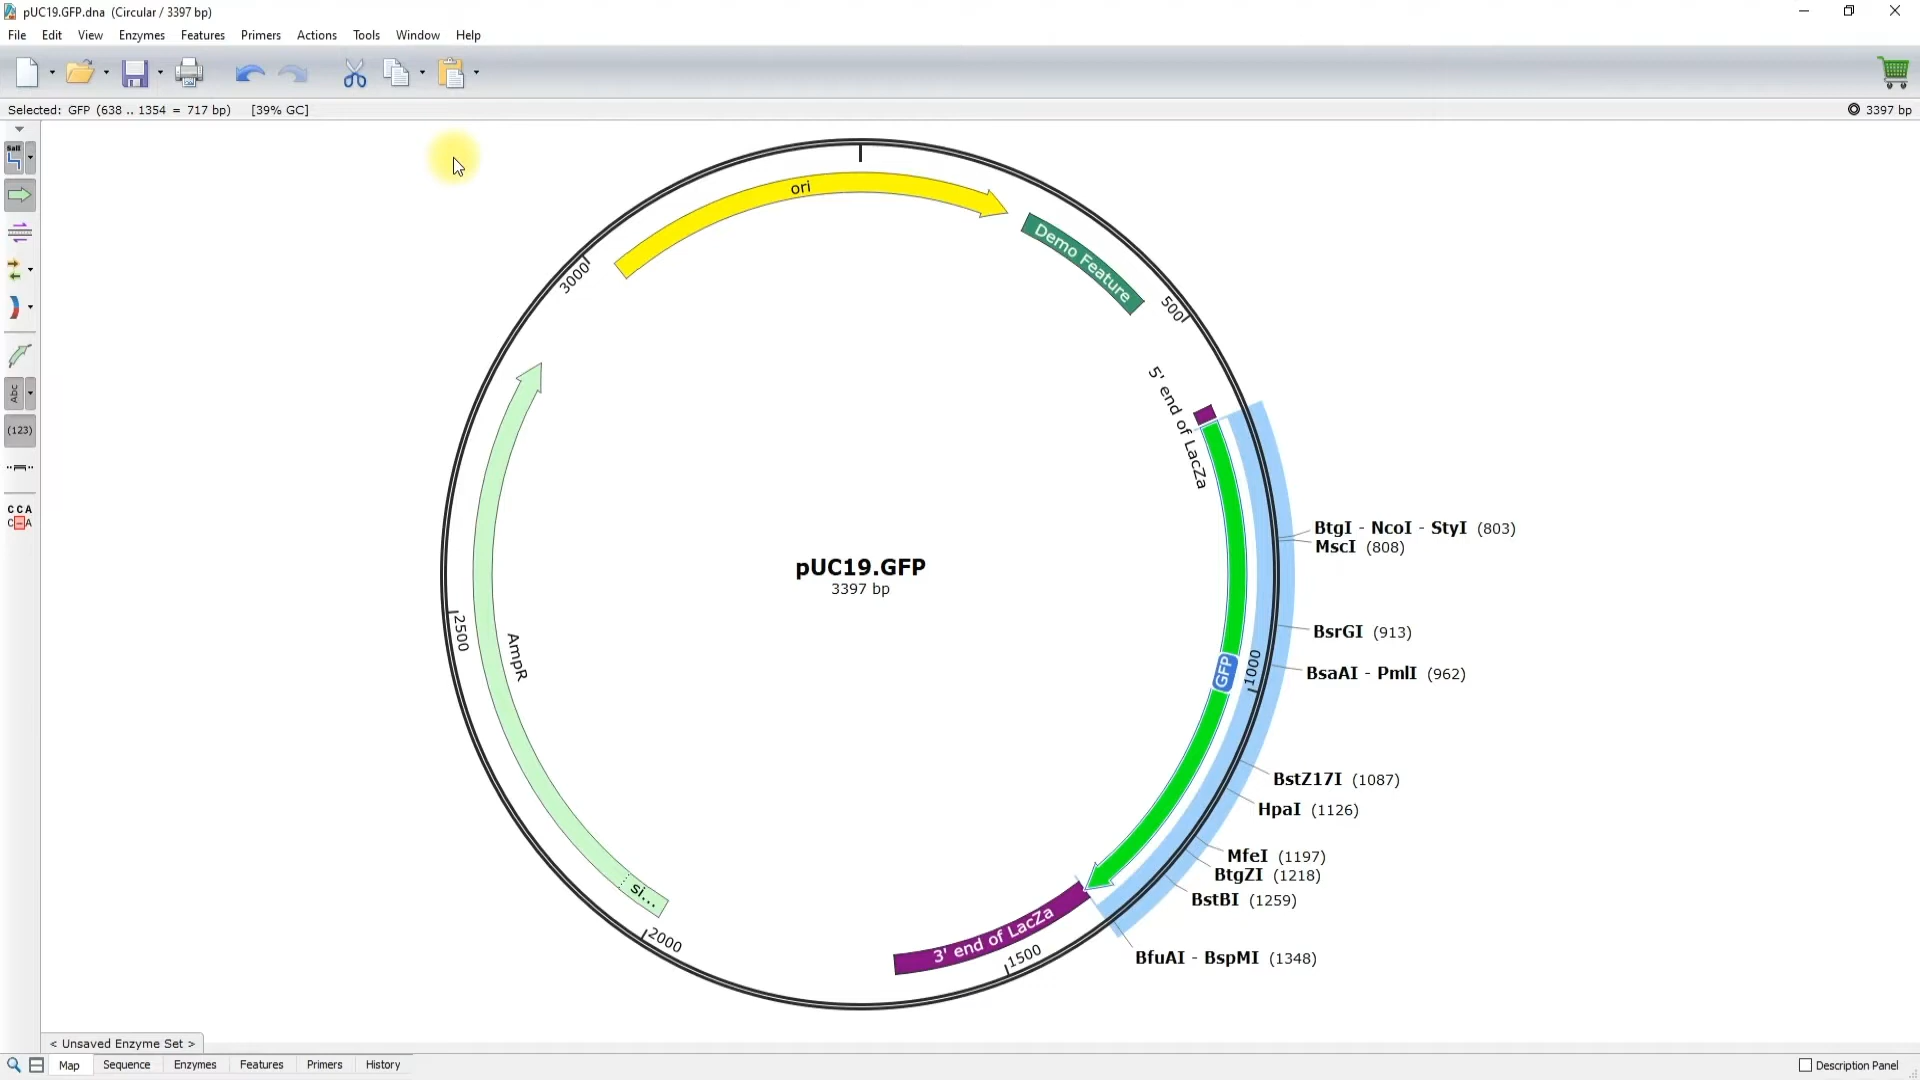 pUC19.GFP.dna (Circular / 3397 bp)
File Edit View Enzymes Features Primers Actions Tools Window Help
Selected: GFP (638 .. 1354 = 717 bp) [39% GC]
3397 bp
SalI
Abc
(123)
CCA
C-A
ori
Demo Feature
500
3000
5' end of LacZa
BtgI - NcoI - StyI (803)
MscI (808)
pUC19.GFP
3397 bp
BsrGI (913)
2500
AmpR
GFP
1000
BsaAI - PmlI (962)
BstZ17I (1087)
HpaI (1126)
MfeI (1197)
BtgZI (1218)
BstBI (1259)
si...
2000
3' end of LacZa
1500
BfuAI - BspMI (1348)
< Unsaved Enzyme Set >
Map Sequence Enzymes Features Primers History
Description Panel